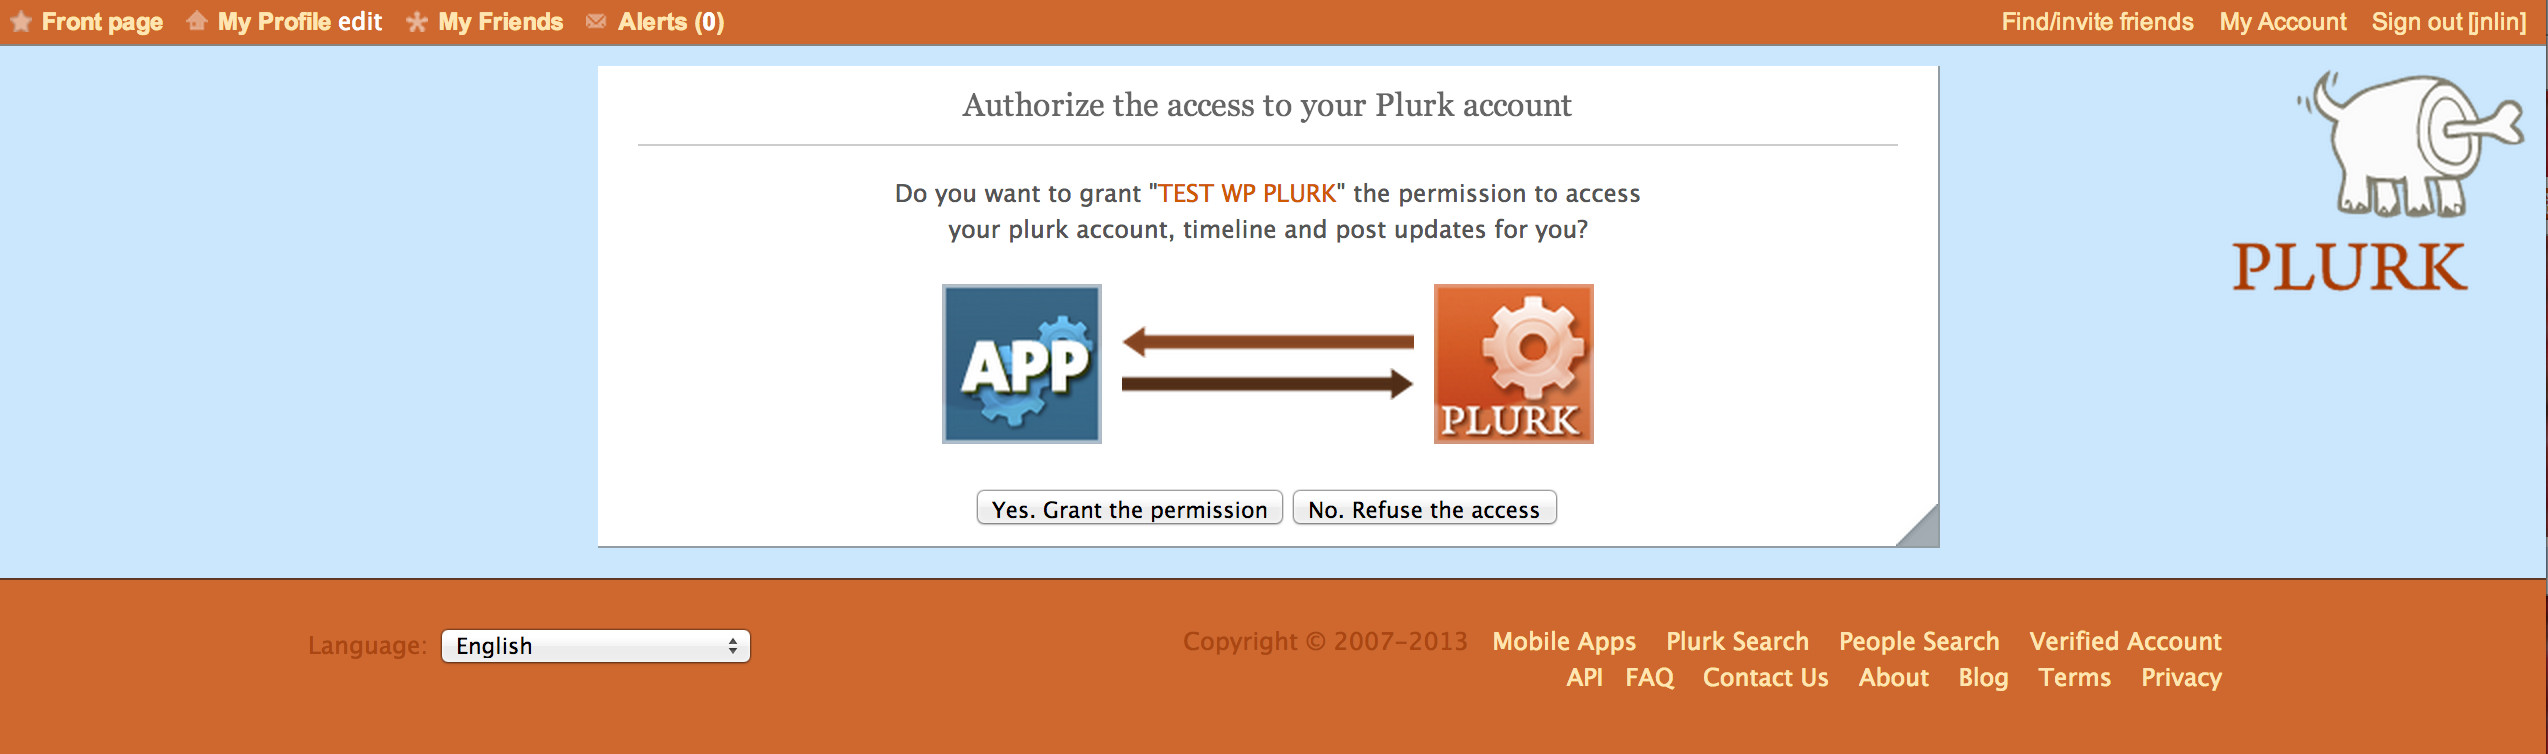 Front page My Profile edit My Friends Alerts (0) Find/invite friends My Account Sign out [jnlin]
Authorize the access to your Plurk account
Do you want to grant "TEST WP PLURK" the permission to access
your plurk account, timeline and post updates for you?
APP
PLURK
PLURK
Yes. Grant the permission No. Refuse the access
Language: English
Copyright © 2007-2013 Mobile Apps Plurk Search People Search Verified Account
API FAQ Contact Us About Blog Terms Privacy